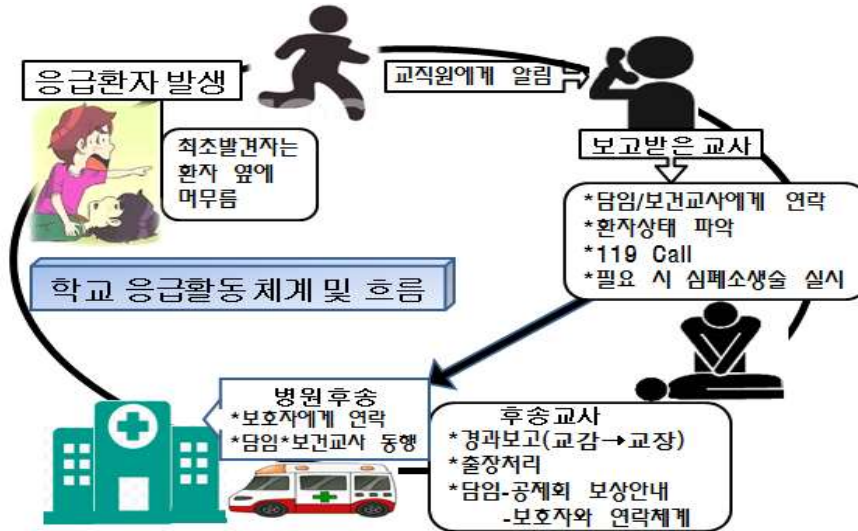 응급환자 발생
최초발견자는
환자 옆에
머무름
교직원에게 알림
보고받은 교사
*담임/보건교사에게 연락
*환자상태 파악
*119 Call
*필요 시 심폐소생술 실시
학교 응급활동 체계 및 흐름
병원후송
*보호자에게 연락
*담임*보건교사 동행
후송교사
*경과보고(교감→교장)
*출장처리
*담임-공제회 보상안내
-보호자와 연락체계